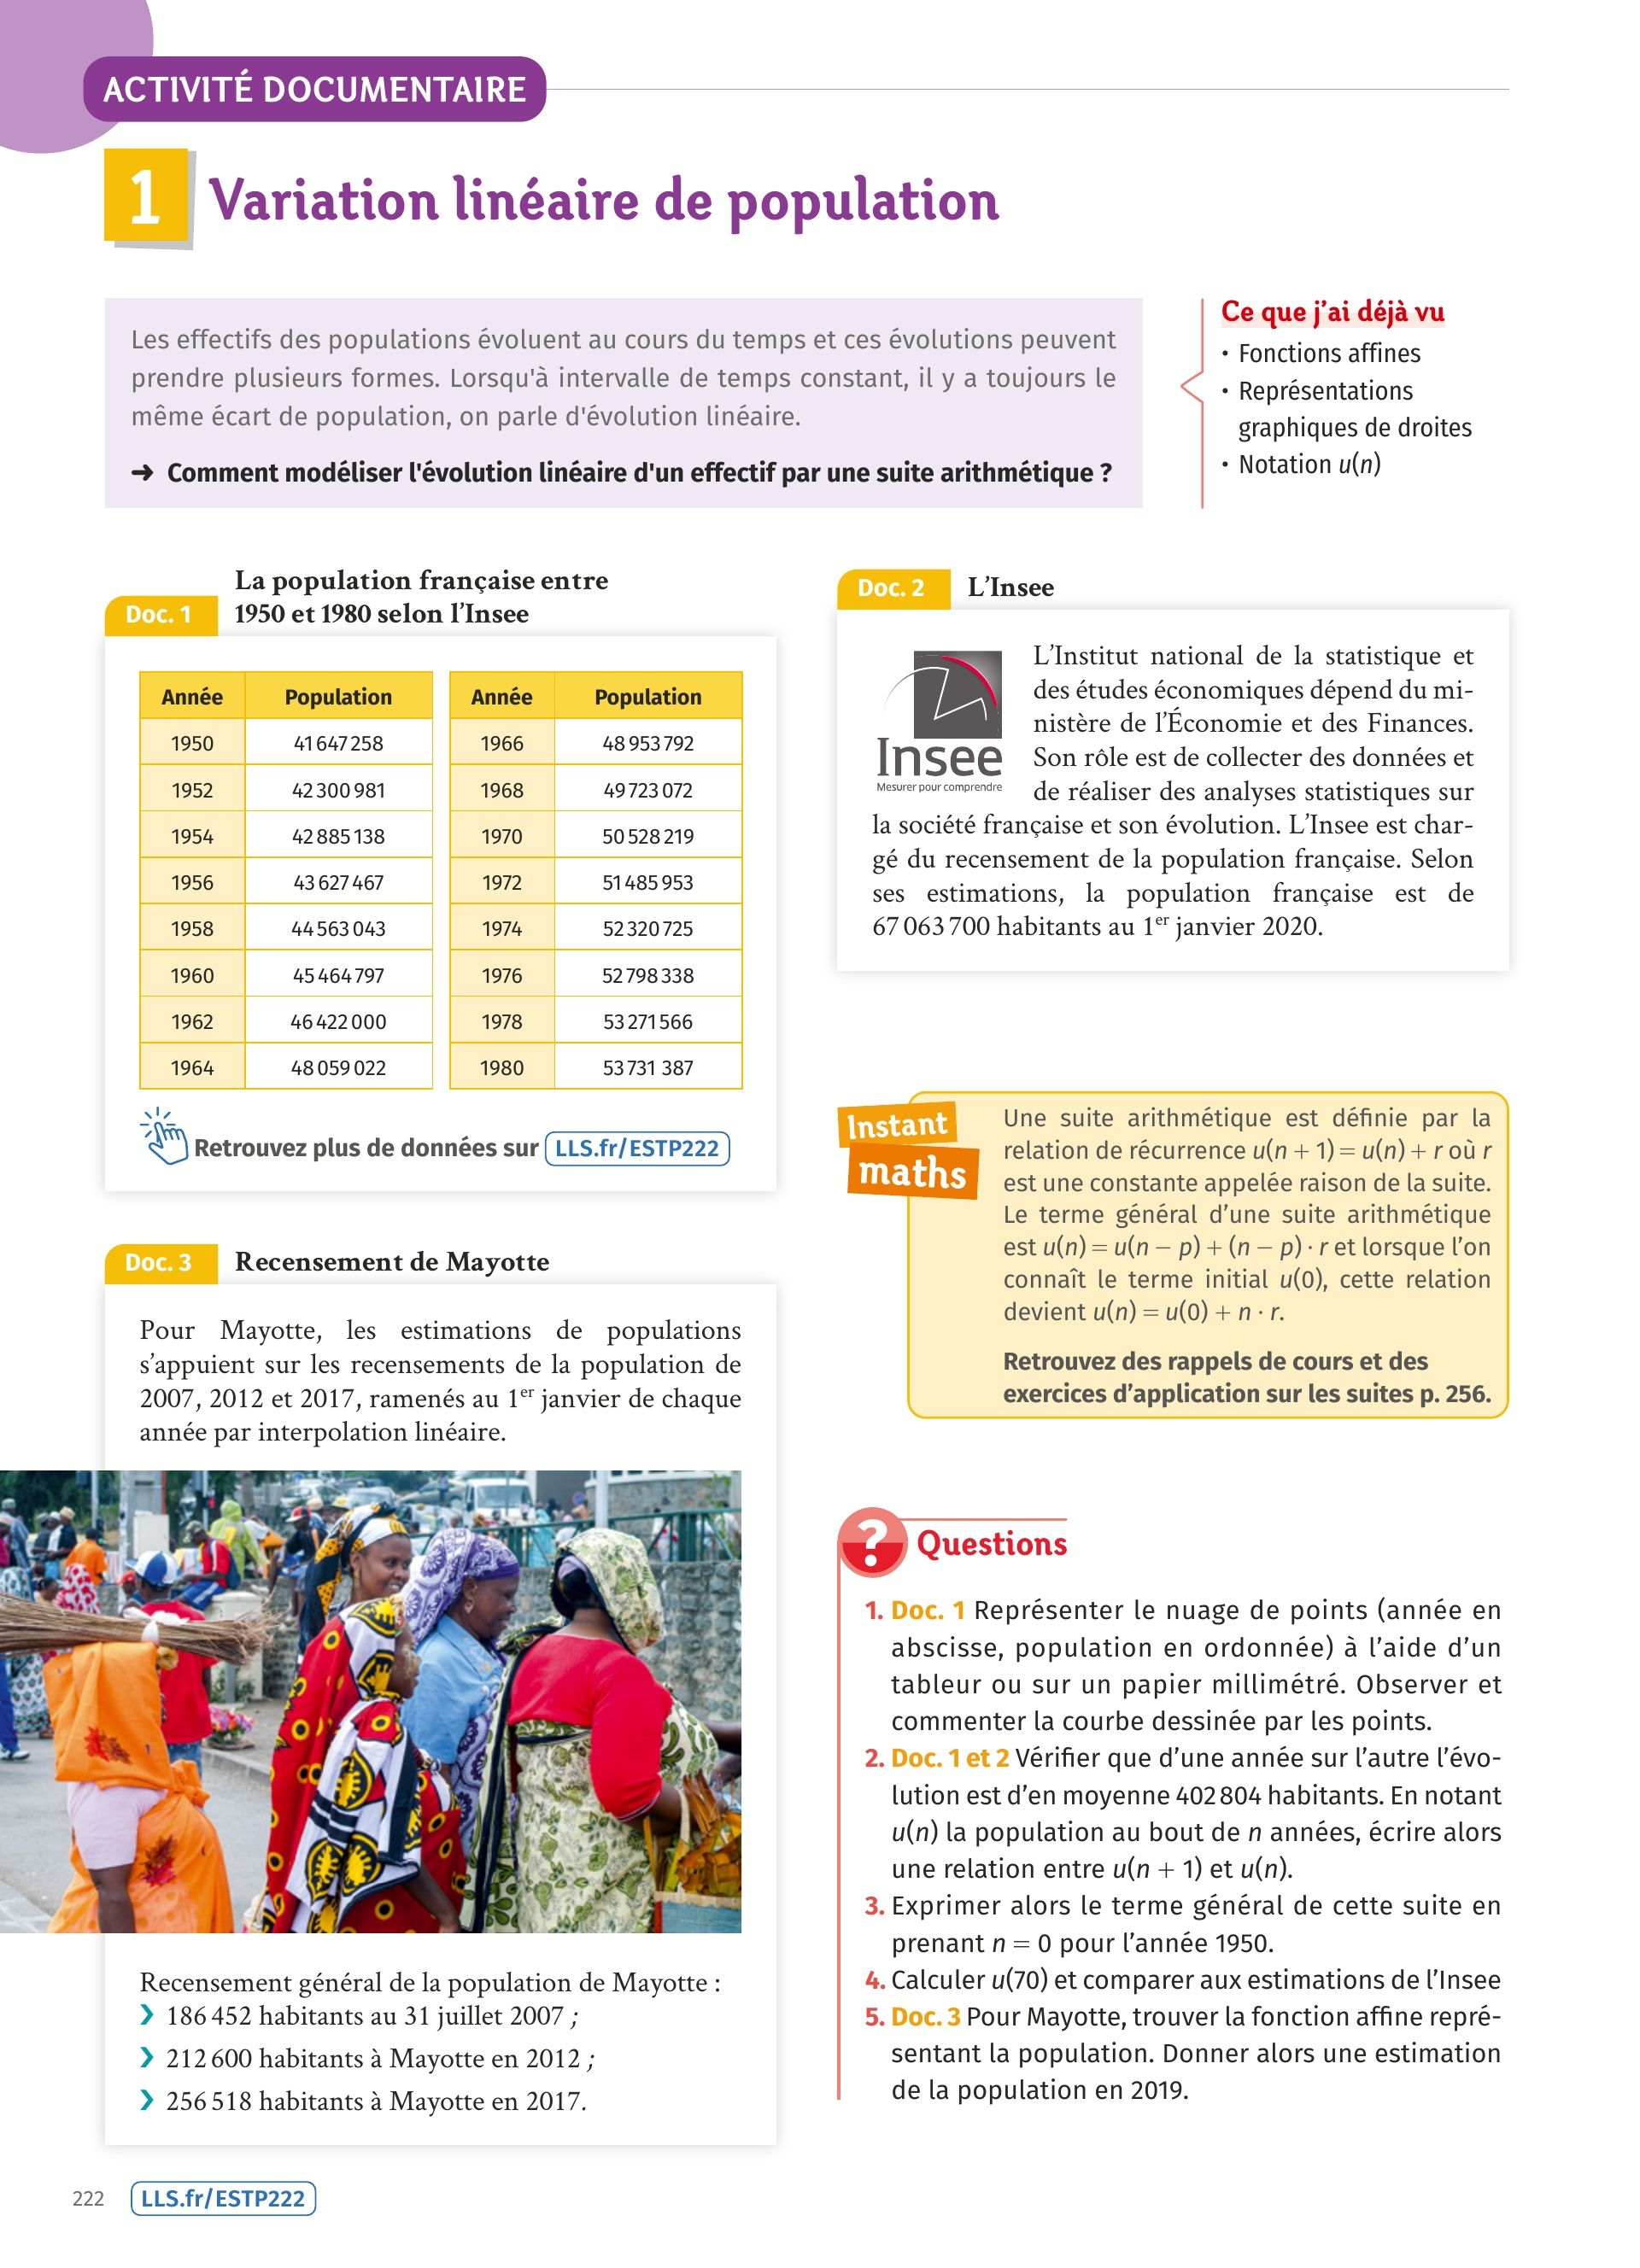 ACTIVITÉ DOCUMENTAIRE
1 Variation linéaire de population
Les effectifs des populations évoluent au cours du temps et ces évolutions peuvent
prendre plusieurs formes. Lorsqu'à intervalle de temps constant, il y a toujours le
même écart de population, on parle d'évolution linéaire.
➜ Comment modéliser l'évolution linéaire d'un effectif par une suite arithmétique ?
Ce que j'ai déjà vu
• Fonctions affines
• Représentations
graphiques de droites
• Notation u(n)
Doc. 1 La population française entre
1950 et 1980 selon l'Insee
Année Population Année Population
1950 41 647 258 1966 48 953 792
1952 42 300 981 1968 49 723 072
1954 42 885 138 1970 50 528 219
1956 43 627 467 1972 51 485 953
1958 44 563 043 1974 52 320 725
1960 45 464 797 1976 52 798 338
1962 46 422 000 1978 53 271 566
1964 48 059 022 1980 53 731 387
Retrouvez plus de données sur LLS.fr/ESTP222
Doc. 2 L'Insee
Insee
Mesurer pour comprendre
L'Institut national de la statistique et
des études économiques dépend du mi-
nistère de l'Économie et des Finances.
Son rôle est de collecter des données et
de réaliser des analyses statistiques sur
la société française et son évolution. L'Insee est char-
gé du recensement de la population française. Selon
ses estimations, la population française est de
67 063 700 habitants au 1er janvier 2020.
Instant
maths
Une suite arithmétique est définie par la
relation de récurrence u(n + 1) = u(n) + r où r
est une constante appelée raison de la suite.
Le terme général d'une suite arithmétique
est u(n) = u(n − p) + (n − p) · r et lorsque l'on
connaît le terme initial u(0), cette relation
devient u(n) = u(0) + n · r.
Retrouvez des rappels de cours et des
exercices d'application sur les suites p. 256.
Doc. 3 Recensement de Mayotte
Pour Mayotte, les estimations de populations
s'appuient sur les recensements de la population de
2007, 2012 et 2017, ramenés au 1er janvier de chaque
année par interpolation linéaire.
Recensement général de la population de Mayotte :
❯ 186 452 habitants au 31 juillet 2007 ;
❯ 212 600 habitants à Mayotte en 2012 ;
❯ 256 518 habitants à Mayotte en 2017.
? Questions
1. Doc. 1 Représenter le nuage de points (année en
abscisse, population en ordonnée) à l'aide d'un
tableur ou sur un papier millimétré. Observer et
commenter la courbe dessinée par les points.
2. Doc. 1 et 2 Vérifier que d'une année sur l'autre l'évo-
lution est d'en moyenne 402 804 habitants. En notant
u(n) la population au bout de n années, écrire alors
une relation entre u(n + 1) et u(n).
3. Exprimer alors le terme général de cette suite en
prenant n = 0 pour l'année 1950.
4. Calculer u(70) et comparer aux estimations de l'Insee
5. Doc. 3 Pour Mayotte, trouver la fonction affine repré-
sentant la population. Donner alors une estimation
de la population en 2019.
222 LLS.fr/ESTP222